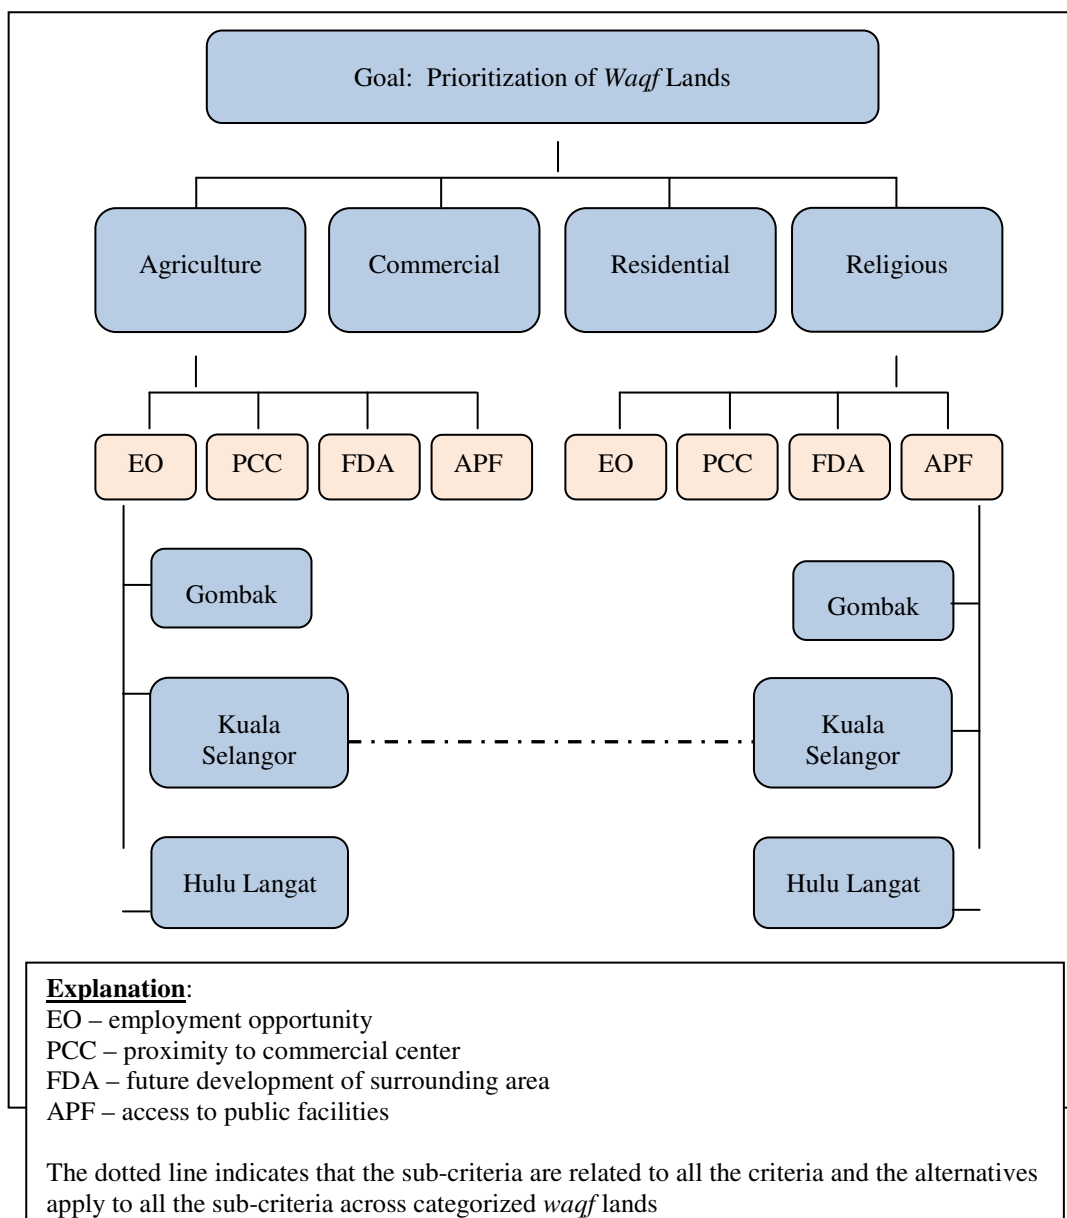 Goal: Prioritization of Waqf Lands
Agriculture
Commercial
Residential
Religious
EO
PCC
FDA
APF
EO
PCC
FDA
APF
Gombak
Gombak
Kuala
Selangor
Kuala
Selangor
Hulu Langat
Hulu Langat
Explanation:
EO – employment opportunity
PCC – proximity to commercial center
FDA – future development of surrounding area
APF – access to public facilities
The dotted line indicates that the sub-criteria are related to all the criteria and the alternatives
apply to all the sub-criteria across categorized waqf lands